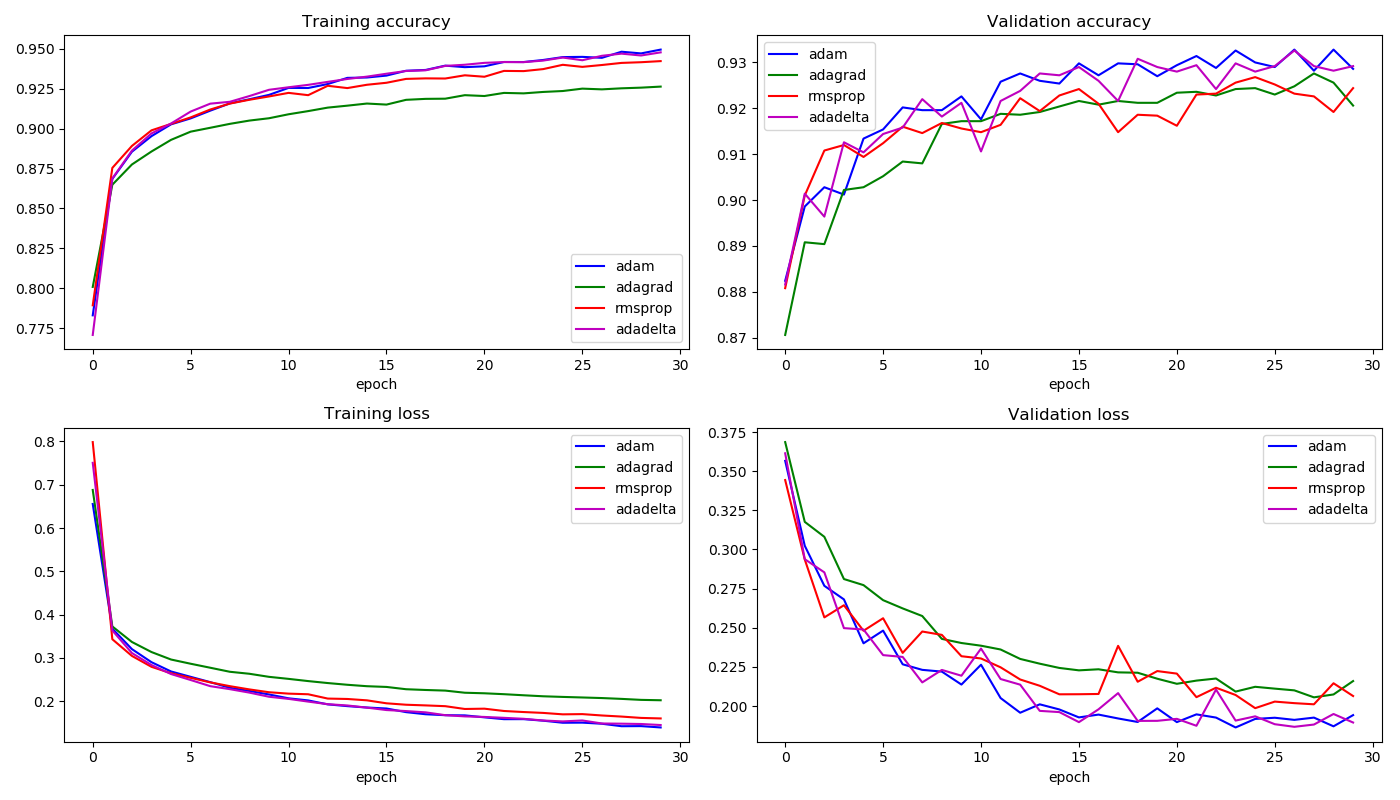 Training accuracy
0.950
0.925
0.900
0.875
0.850
0.825
0.800
0.775
adam
adagrad
rmsprop
adadelta
0 5 10 15 20 25 30
epoch
Validation accuracy
0.93
0.92
0.91
0.90
0.89
0.88
0.87
adam
adagrad
rmsprop
adadelta
0 5 10 15 20 25 30
epoch
Training loss
0.8
0.7
0.6
0.5
0.4
0.3
0.2
adam
adagrad
rmsprop
adadelta
0 5 10 15 20 25 30
epoch
Validation loss
0.375
0.350
0.325
0.300
0.275
0.250
0.225
0.200
adam
adagrad
rmsprop
adadelta
0 5 10 15 20 25 30
epoch